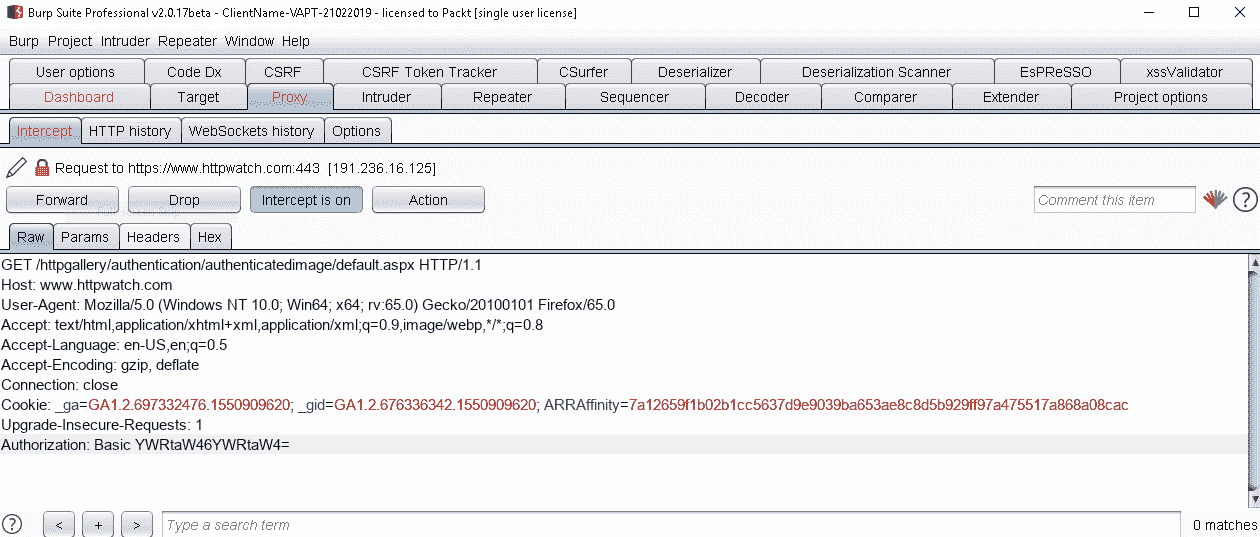 Burp Suite Professional v2.0.17beta - ClientName-VAPT-21022019 - licensed to Packt [single user license]
Burp Project Intruder Repeater Window Help
User options Code Dx CSRF CSRF Token Tracker CSurfer Deserializer Deserialization Scanner EsPReSSO xssValidator
Dashboard Target Proxy Intruder Repeater Sequencer Decoder Comparer Extender Project options
Intercept HTTP history WebSockets history Options
Request to https://www.httpwatch.com:443 [191.236.16.125]
Forward Drop Intercept is on Action Comment this item ?
Raw Params Headers Hex
GET /httpgallery/authentication/authenticatedimage/default.aspx HTTP/1.1
Host: www.httpwatch.com
User-Agent: Mozilla/5.0 (Windows NT 10.0; Win64; x64; rv:65.0) Gecko/20100101 Firefox/65.0
Accept: text/html,application/xhtml+xml,application/xml;q=0.9,image/webp,*/*;q=0.8
Accept-Language: en-US,en;q=0.5
Accept-Encoding: gzip, deflate
Connection: close
Cookie: _ga=GA1.2.697332476.1550909620; _gid=GA1.2.676336342.1550909620; ARRAffinity=7a12659f1b02b1cc5637d9e9039ba653ae8c8d5b929ff97a475517a868a08cac
Upgrade-Insecure-Requests: 1
Authorization: Basic YWRtaW46YWRtaW4=
? < + > Type a search term 0 matches